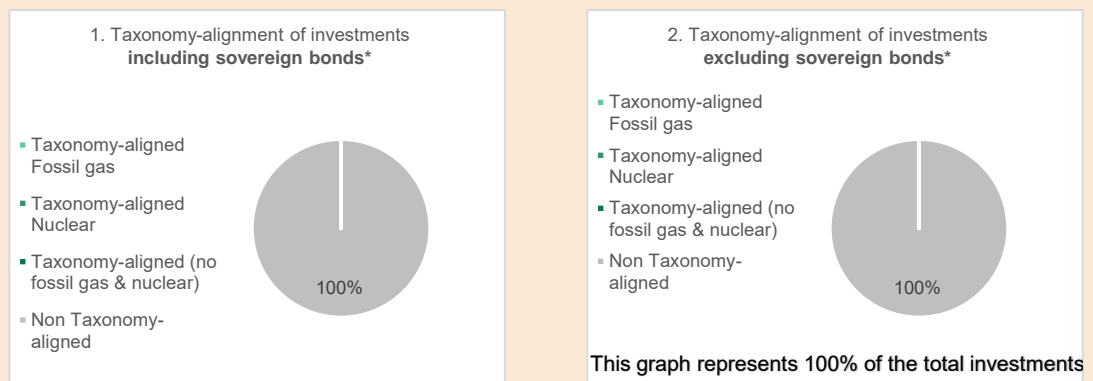 1. Taxonomy-alignment of investments
including sovereign bonds*
Taxonomy-aligned
Fossil gas
Taxonomy-aligned
Nuclear
Taxonomy-aligned (no
fossil gas & nuclear)
Non Taxonomy-
aligned
100%
2. Taxonomy-alignment of investments
excluding sovereign bonds*
Taxonomy-aligned
Fossil gas
Taxonomy-aligned
Nuclear
Taxonomy-aligned (no
fossil gas & nuclear)
Non Taxonomy-
aligned
100%
This graph represents 100% of the total investments